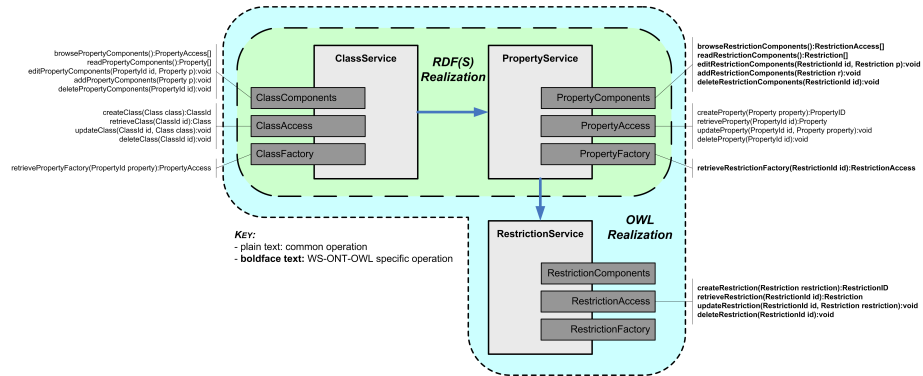 browsePropertyComponents():PropertyAccess[]
readPropertyComponents():Property[]
editPropertyComponents(PropertyId id, Property p):void
addPropertyComponents(Property p):void
deletePropertyComponents(PropertyId id):void
createClass(Class class):ClassId
retrieveClass(ClassId id):Class
updateClass(ClassId id, Class class):void
deleteClass(ClassId id):void
retrievePropertyFactory(PropertyId property):PropertyAccess
ClassService
ClassComponents
ClassAccess
ClassFactory
RDF(S)
Realization
PropertyService
PropertyComponents
PropertyAccess
PropertyFactory
browseRestrictionComponents():RestrictionAccess[]
readRestrictionComponents():Restriction[]
editRestrictionComponents(RestrictionId id, Restriction p):void
addRestrictionComponents(Restriction r):void
deleteRestrictionComponents(RestrictionId id):void
createProperty(Property property):PropertyID
retrieveProperty(PropertyId id):Property
updateProperty(PropertyId id, Property property):void
deleteProperty(PropertyId id):void
retrieveRestrictionFactory(RestrictionId id):RestrictionAccess
OWL
Realization
KEY:
- plain text: common operation
- boldface text: WS-ONT-OWL specific operation
RestrictionService
RestrictionComponents
RestrictionAccess
RestrictionFactory
createRestriction(Restriction restriction):RestrictionID
retrieveRestriction(RestrictionId id):Restriction
updateRestriction(RestrictionId id, Restriction restriction):void
deleteRestriction(RestrictionId id):void